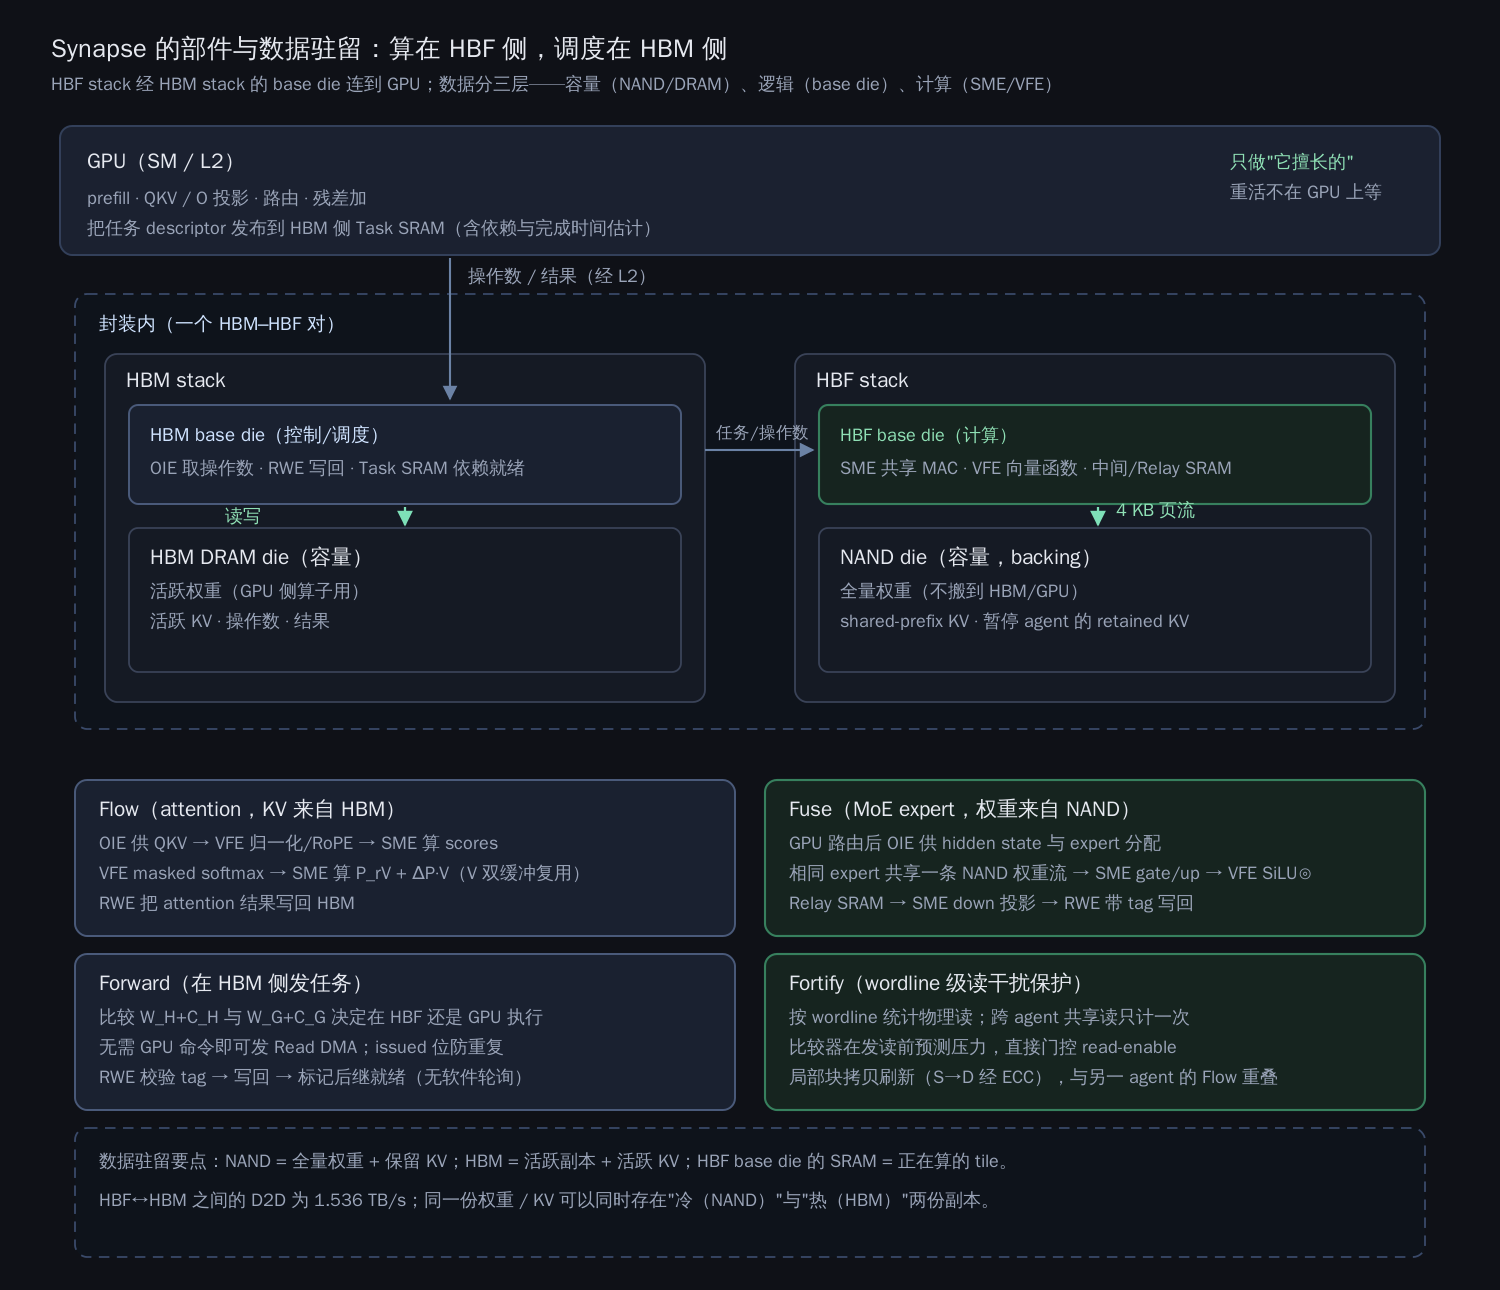 Synapse 的部件与数据驻留：算在 HBF 侧，调度在 HBM 侧
HBF stack 经 HBM stack 的 base die 连到 GPU；数据分三层——容量（NAND/DRAM）、逻辑（base die）、计算（SME/VFE）
GPU（SM / L2）
只做"它擅长的"
prefill · QKV / O 投影 · 路由 · 残差加
重活不在 GPU 上等
把任务 descriptor 发布到 HBM 侧 Task SRAM（含依赖与完成时间估计）
操作数 / 结果（经 L2）
封装内（一个 HBM–HBF 对）
HBM stack
HBM base die（控制/调度）
OIE 取操作数 · RWE 写回 · Task SRAM 依赖就绪
读写
HBM DRAM die（容量）
活跃权重（GPU 侧算子用）
活跃 KV · 操作数 · 结果
任务/操作数
HBF stack
HBF base die（计算）
SME 共享 MAC · VFE 向量函数 · 中间/Relay SRAM
4 KB 页流
NAND die（容量，backing）
全量权重（不搬到 HBM/GPU）
shared-prefix KV · 暂停 agent 的 retained KV
Flow（attention，KV 来自 HBM）
OIE 供 QKV → VFE 归一化/RoPE → SME 算 scores
VFE masked softmax → SME 算 P_rV + ΔP·V（V 双缓冲复用）
RWE 把 attention 结果写回 HBM
Fuse（MoE expert，权重来自 NAND）
GPU 路由后 OIE 供 hidden state 与 expert 分配
相同 expert 共享一条 NAND 权重流 → SME gate/up → VFE SiLU⊙
Relay SRAM → SME down 投影 → RWE 带 tag 写回
Forward（在 HBM 侧发任务）
比较 W_H+C_H 与 W_G+C_G 决定在 HBF 还是 GPU 执行
无需 GPU 命令即可发 Read DMA；issued 位防重复
RWE 校验 tag → 写回 → 标记后继就绪（无软件轮询）
Fortify（wordline 级读干扰保护）
按 wordline 统计物理读；跨 agent 共享读只计一次
比较器在发读前预测压力，直接门控 read-enable
局部块拷贝刷新（S→D 经 ECC），与另一 agent 的 Flow 重叠
数据驻留要点：NAND = 全量权重 + 保留 KV；HBM = 活跃副本 + 活跃 KV；HBF base die 的 SRAM = 正在算的 tile。
HBF↔HBM 之间的 D2D 为 1.536 TB/s；同一份权重 / KV 可以同时存在"冷（NAND）"与"热（HBM）"两份副本。